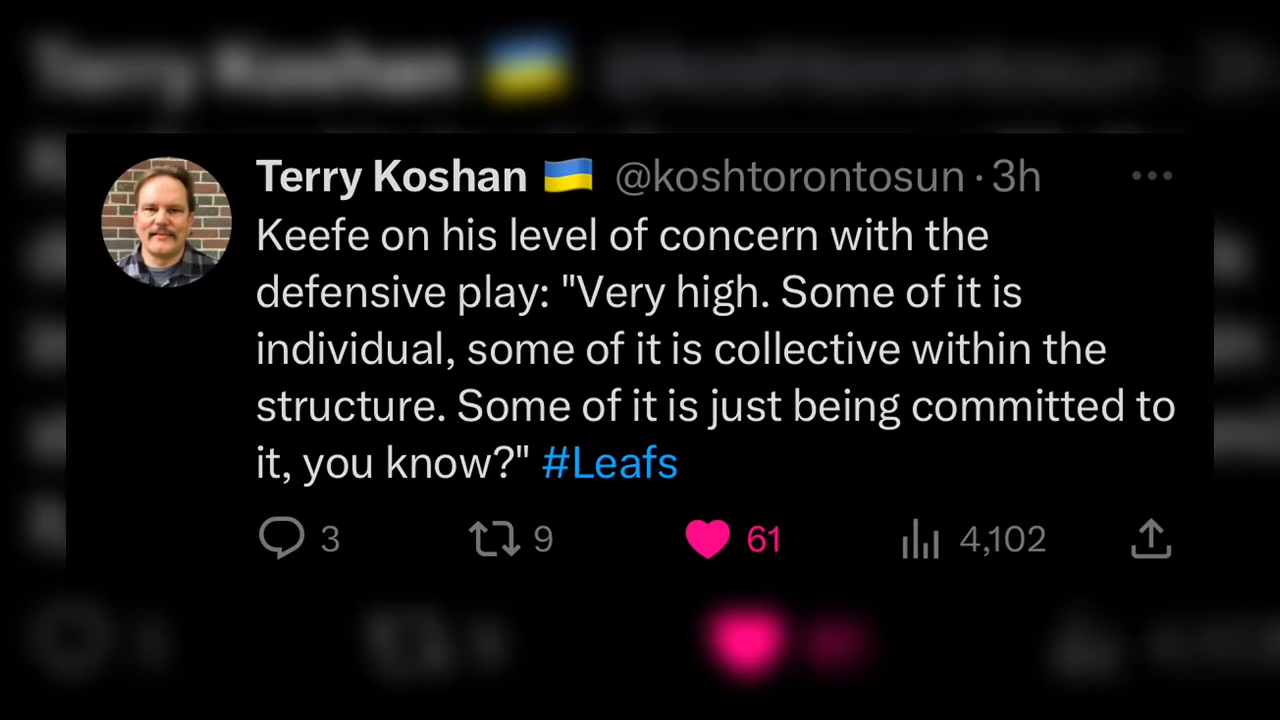 Terry Koshan 🇺🇦 @koshtorontosun · 3h
Keefe on his level of concern with the
defensive play: "Very high. Some of it is
individual, some of it is collective within the
structure. Some of it is just being committed to
it, you know?" #Leafs
3 9 61 4,102